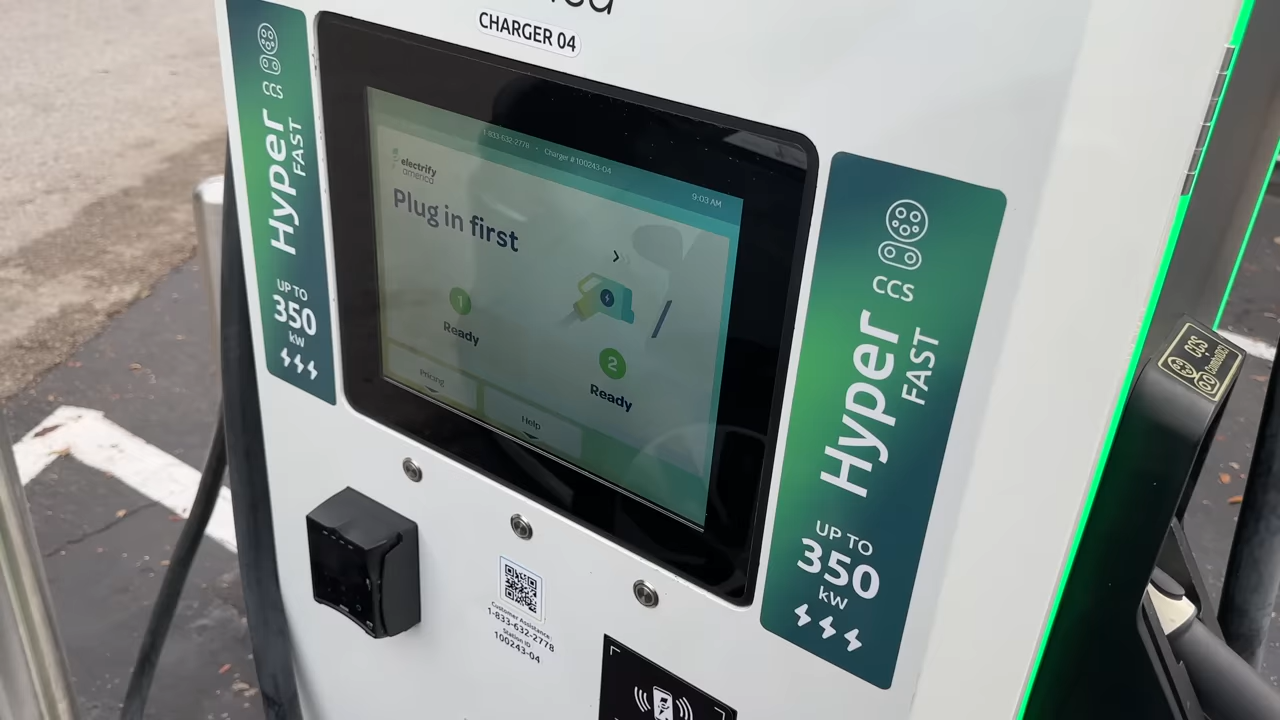 CHARGER 04
CCS
Hyper
FAST
UP TO
350
kW
1-833-632-2778 - Charger #100243-04
9:03 AM
electrify
america
Plug in first
1
Ready
2
Ready
Pricing
Help
CCS
Hyper
FAST
UP TO
350
kW
CCS
Combo
Customer Assistance:
1-833-632-2778
Station ID
100243-04